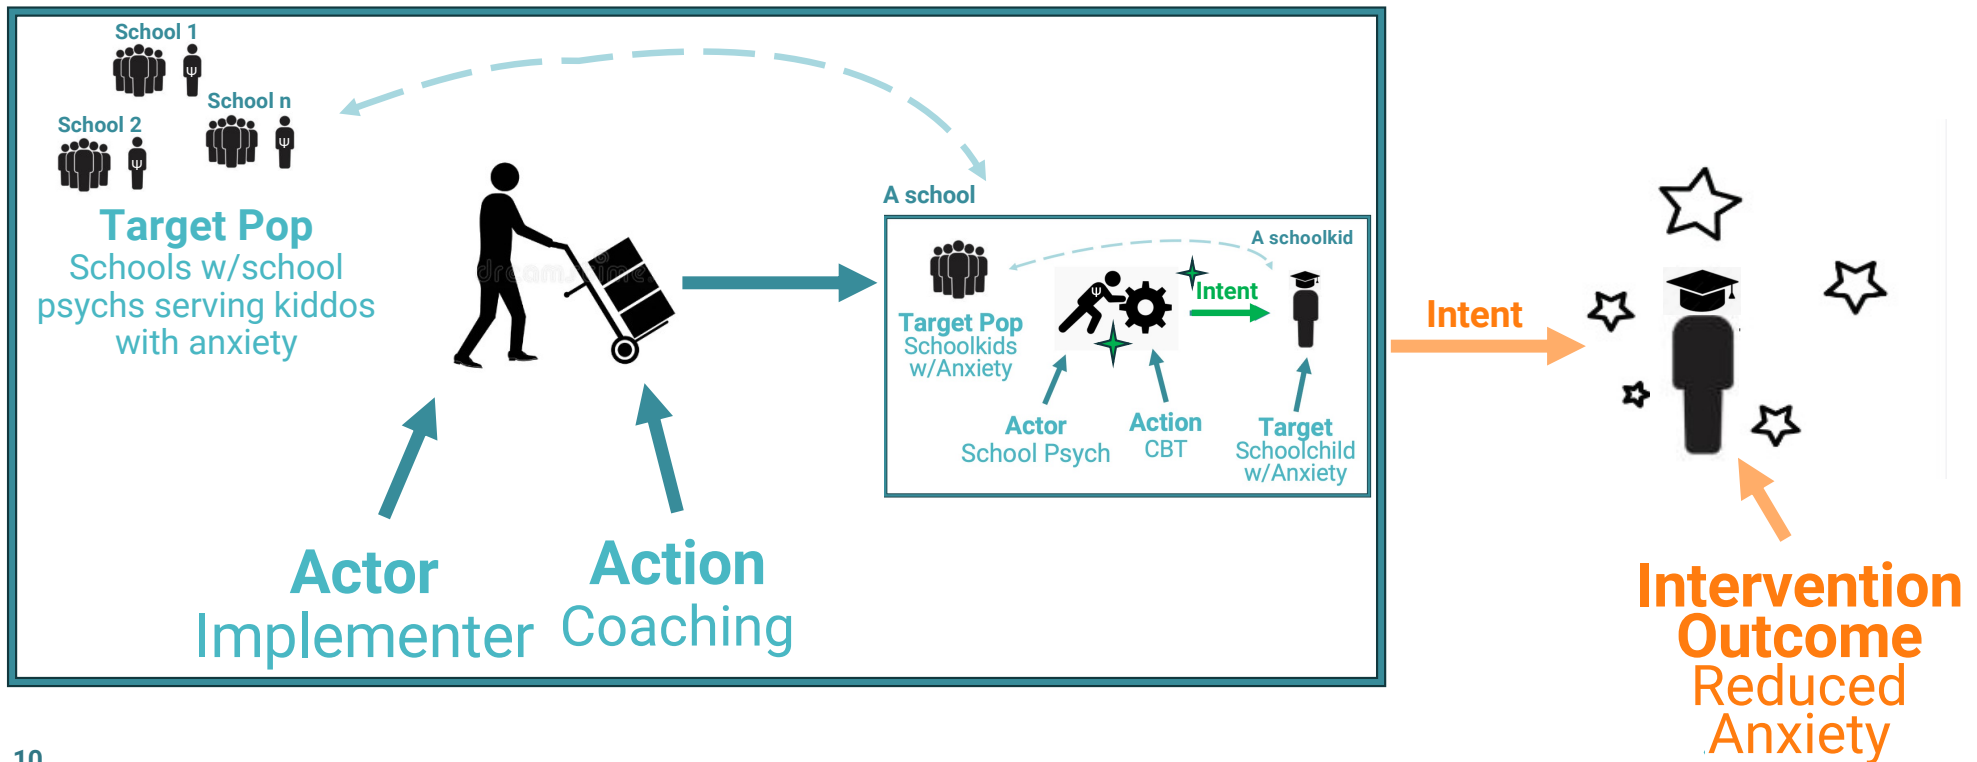 School 1
ψ
School n
School 2
ψ
ψ
Target Pop
Schools w/school
psychs serving kiddos
with anxiety
A school
A schoolkid
ψ
Intent
Target Pop
Schoolkids
w/Anxiety
Actor
School Psych
Action
CBT
Target
Schoolchild
w/Anxiety
Actor
Implementer
Action
Coaching
Intent
Intervention
Outcome
Reduced
Anxiety
10